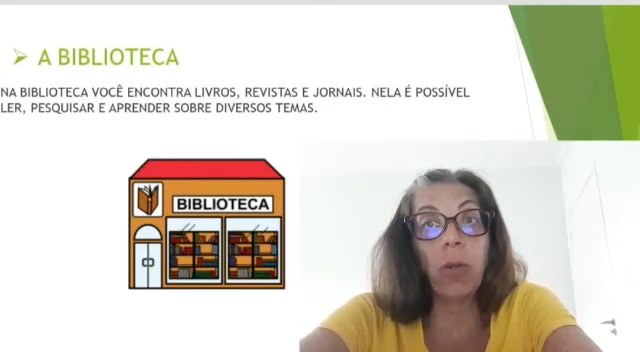 A BIBLIOTECA
NA BIBLIOTECA VOCÊ ENCONTRA LIVROS, REVISTAS E JORNAIS. NELA É POSSÍVEL
LER, PESQUISAR E APRENDER SOBRE DIVERSOS TEMAS.
BIBLIOTECA